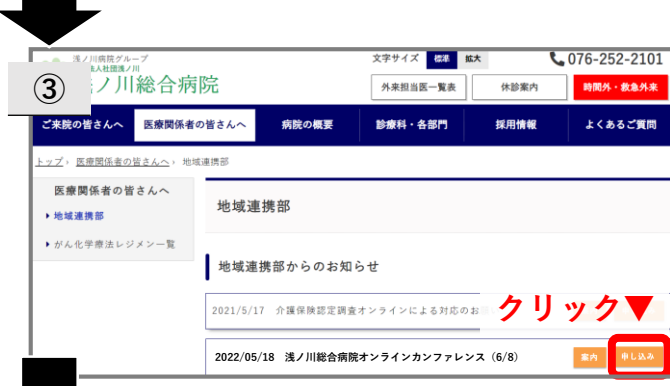 ③
浅ノ川病院グループ
人社団浅ノ川
ノ川総合病院
文字サイズ 標準 拡大
076-252-2101
外来担当医一覧表 休診案内 時間外・救急外来
ご来院の皆さんへ 医療関係者の皆さんへ 病院の概要 診療科・各部門 採用情報 よくあるご質問
トップ› 医療関係者の皆さんへ› 地域連携部
医療関係者の皆さんへ
地域連携部
がん化学療法レジメン一覧
地域連携部
地域連携部からのお知らせ
2021/5/17 介護保険認定調査オンラインによる対応のお
クリック▼
2022/05/18 浅ノ川総合病院オンラインカンファレンス（6/8）
案内 申し込み